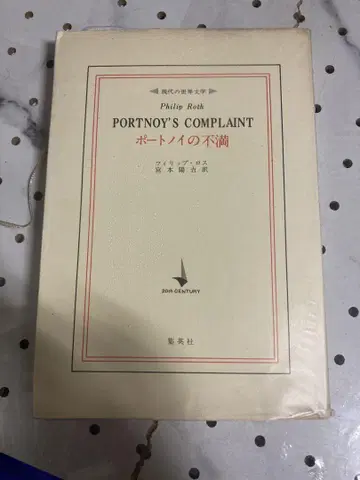 現代の世界文学
Philip Roth
PORTNOY'S COMPLAINT
ポートノイの不満
フィリップ・ロス
宮本陽吉訳
20th-CENTURY
集英社